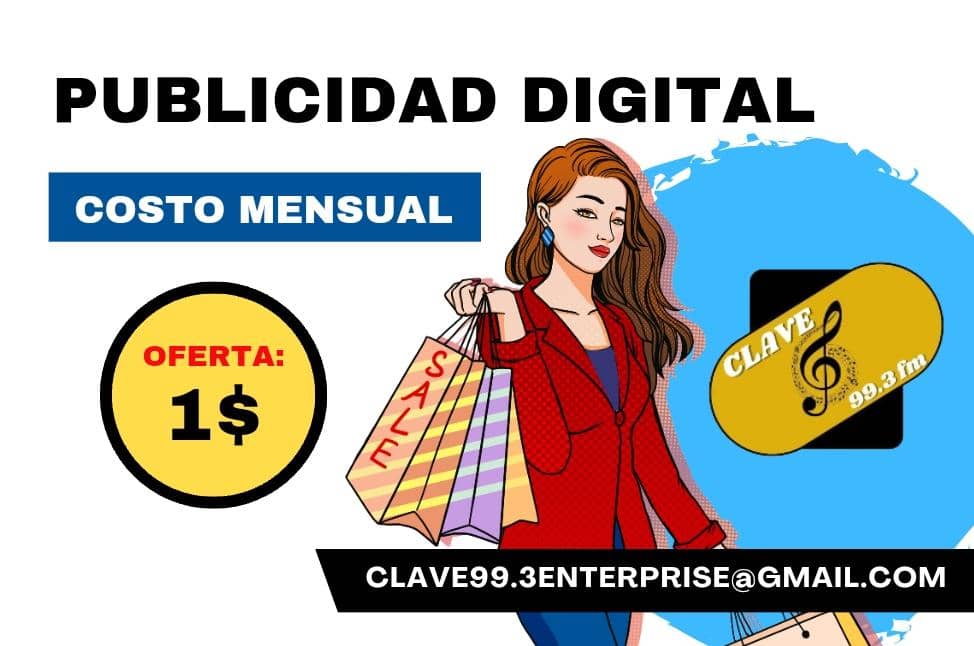 PUBLICIDAD DIGITAL
COSTO MENSUAL
OFERTA:
1$
SALE
CLAVE
99.3 fm
CLAVE99.3ENTERPRISE@GMAIL.COM